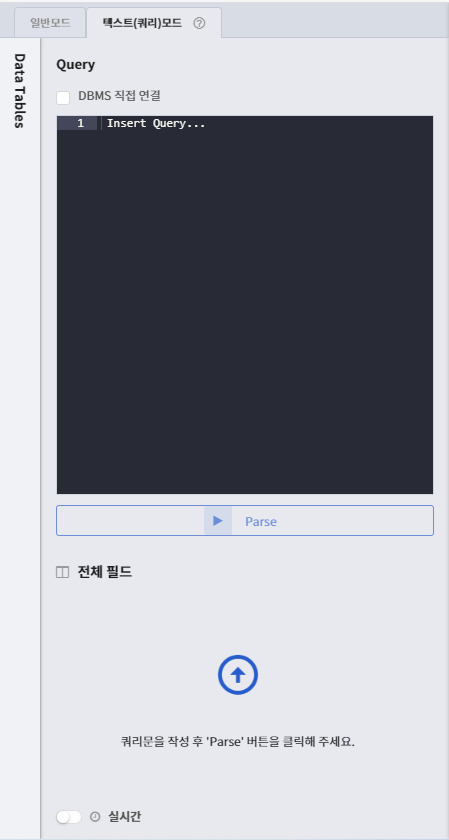 일반모드
텍스트(쿼리)모드 ?
Data Tables
Query
DBMS 직접 연결
1 Insert Query...
Parse
전체 필드
쿼리문을 작성 후 'Parse' 버튼을 클릭해 주세요.
실시간